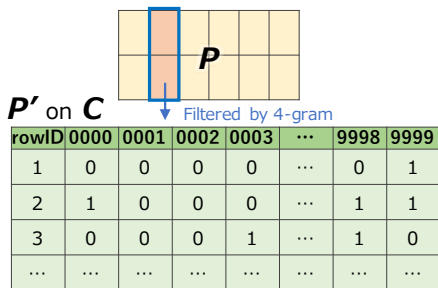 P
P′ on C
Filtered by 4-gram
rowID 0000 0001 0002 0003 ⋯ 9998 9999
1 0 0 0 0 ⋯ 0 1
2 1 0 0 0 ⋯ 1 1
3 0 0 0 1 ⋯ 1 0
⋯ ⋯ ⋯ ⋯ ⋯ ⋯ ⋯ ⋯